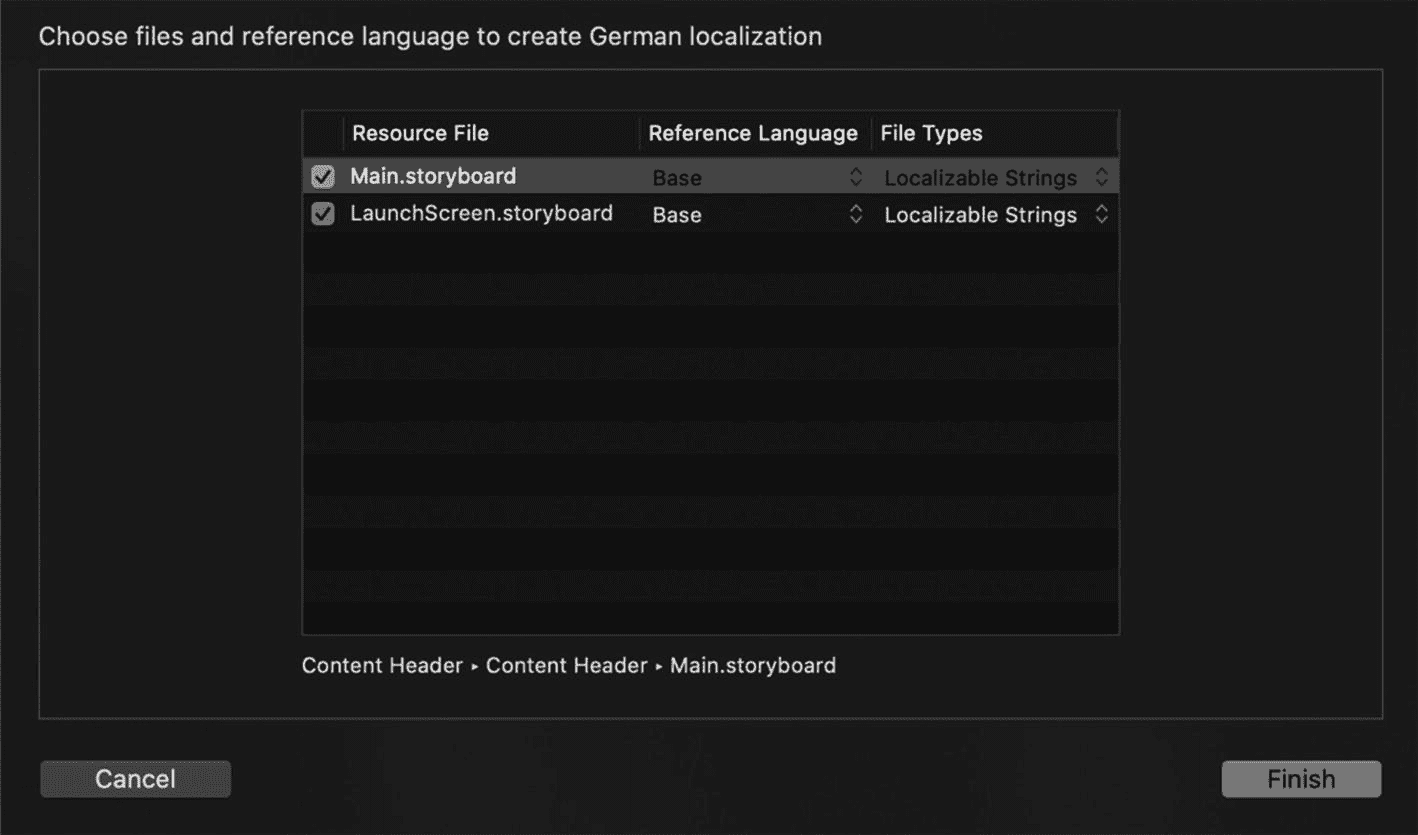 Choose files and reference language to create German localization
Resource File Reference Language File Types
Main.storyboard Base Localizable Strings
LaunchScreen.storyboard Base Localizable Strings
Content Header ▸ Content Header ▸ Main.storyboard
Cancel Finish